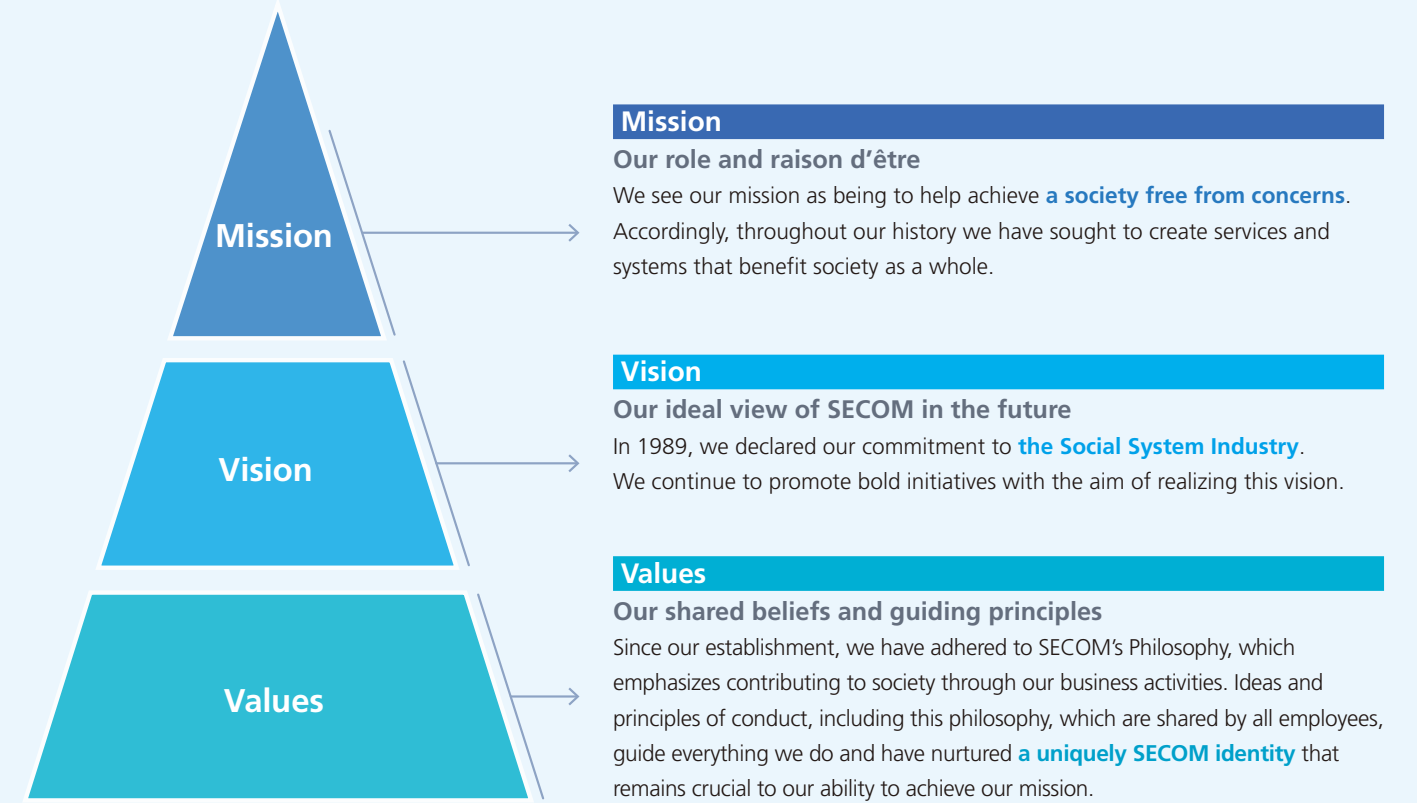 Mission
Vision
Values
Mission
Our role and raison d’être
We see our mission as being to help achieve a society free from concerns.
Accordingly, throughout our history we have sought to create services and
systems that benefit society as a whole.
Vision
Our ideal view of SECOM in the future
In 1989, we declared our commitment to the Social System Industry.
We continue to promote bold initiatives with the aim of realizing this vision.
Values
Our shared beliefs and guiding principles
Since our establishment, we have adhered to SECOM’s Philosophy, which
emphasizes contributing to society through our business activities. Ideas and
principles of conduct, including this philosophy, which are shared by all employees,
guide everything we do and have nurtured a uniquely SECOM identity that
remains crucial to our ability to achieve our mission.